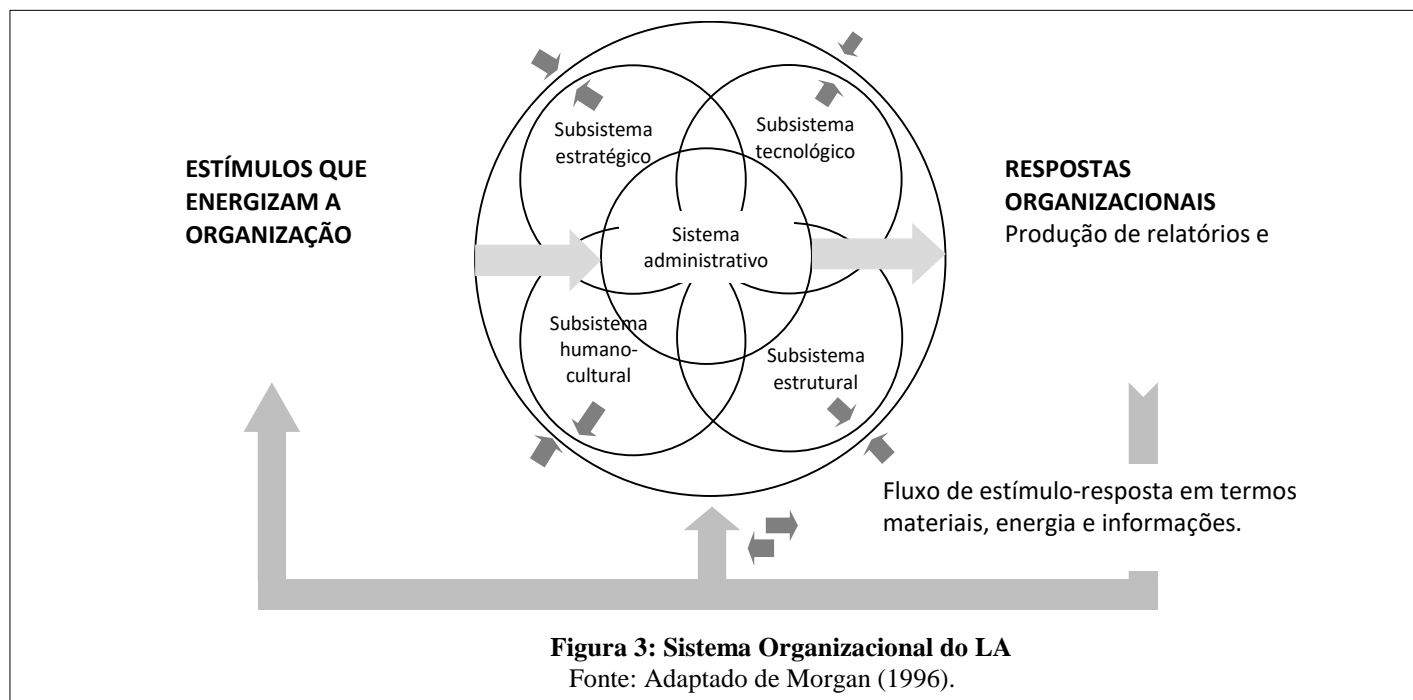 ESTÍMULOS QUE
ENERGIZAM A
ORGANIZAÇÃO
Subsistema
estratégico
Subsistema
tecnológico
Sistema
administrativo
Subsistema
humano-
cultural
Subsistema
estrutural
RESPOSTAS
ORGANIZACIONAIS
Produção de relatórios e
Fluxo de estímulo-resposta em termos
materiais, energia e informações.
Figura 3: Sistema Organizacional do LA
Fonte: Adaptado de Morgan (1996).